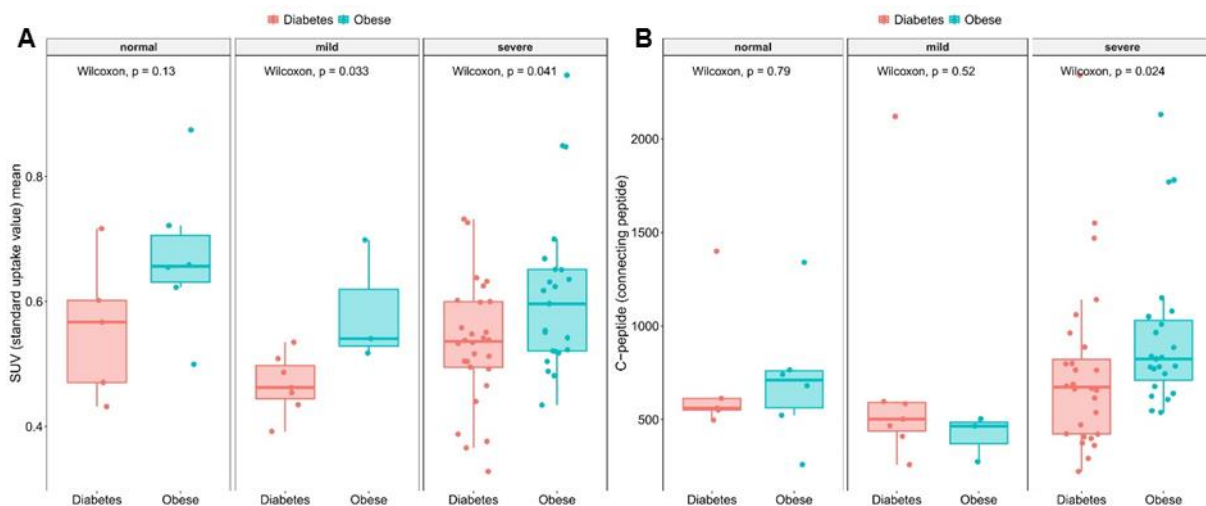 A
Diabetes Obese
normal mild severe
Wilcoxon, p = 0.13 Wilcoxon, p = 0.033 Wilcoxon, p = 0.041
SUV (standard uptake value) mean
0.8
0.6
0.4
Diabetes Obese Diabetes Obese Diabetes Obese
B
Diabetes Obese
normal mild severe
Wilcoxon, p = 0.79 Wilcoxon, p = 0.52 Wilcoxon, p = 0.024
C−peptide (connecting peptide)
2000
1500
1000
500
Diabetes Obese Diabetes Obese Diabetes Obese